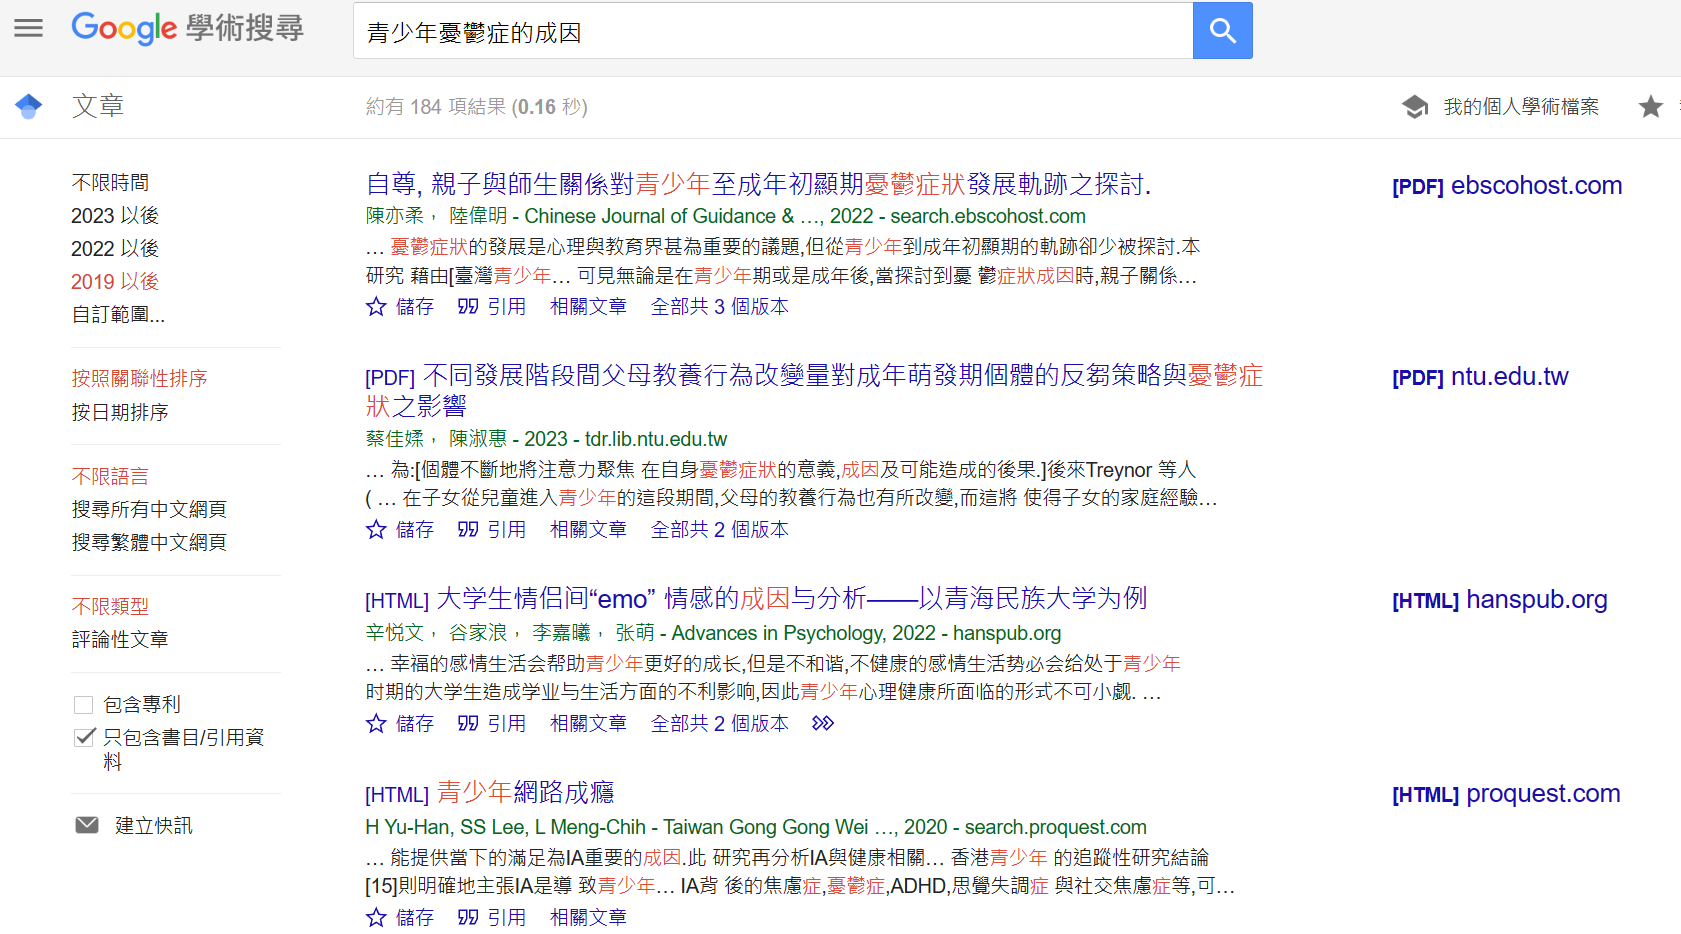 Google 學術搜尋
青少年憂鬱症的成因
文章
約有 184 項結果 (0.16 秒)
我的個人學術檔案
不限時間
2023 以後
2022 以後
2019 以後
自訂範圍...
按照關聯性排序
按日期排序
不限語言
搜尋所有中文網頁
搜尋繁體中文網頁
不限類型
評論性文章
包含專利
只包含書目/引用資
料
建立快訊
自尊, 親子與師生關係對青少年至成年初顯期憂鬱症狀發展軌跡之探討.
[PDF] ebscohost.com
陳亦柔, 陸偉明 - Chinese Journal of Guidance & …, 2022 - search.ebscohost.com
… 憂鬱症狀的發展是心理與教育界甚為重要的議題,但從青少年到成年初顯期的軌跡卻少被探討.本
研究 藉由[臺灣青少年… 可見無論是在青少年期或是成年後,當探討到憂 鬱症狀成因時,親子關係…
儲存 引用 相關文章 全部共 3 個版本
[PDF] 不同發展階段間父母教養行為改變量對成年萌發期個體的反芻策略與憂鬱症
狀之影響
[PDF] ntu.edu.tw
蔡佳媃, 陳淑惠 - 2023 - tdr.lib.ntu.edu.tw
… 為:[個體不斷地將注意力聚焦 在自身憂鬱症狀的意義,成因及可能造成的後果.]後來Treynor 等人
( … 在子女從兒童進入青少年的這段期間,父母的教養行為也有所改變,而這將 使得子女的家庭經驗…
儲存 引用 相關文章 全部共 2 個版本
[HTML] 大学生情侣间“emo” 情感的成因与分析——以青海民族大学为例
[HTML] hanspub.org
辛悦文, 谷家浪, 李嘉曦, 张萌 - Advances in Psychology, 2022 - hanspub.org
… 幸福的感情生活会帮助青少年更好的成长,但是不和谐,不健康的感情生活势必会给处于青少年
时期的大学生造成学业与生活方面的不利影响,因此青少年心理健康所面临的形式不可小觑. …
儲存 引用 相關文章 全部共 2 個版本
[HTML] 青少年網路成癮
[HTML] proquest.com
H Yu-Han, SS Lee, L Meng-Chih - Taiwan Gong Gong Wei …, 2020 - search.proquest.com
… 能提供當下的滿足為IA重要的成因.此 研究再分析IA與健康相關… 香港青少年 的追蹤性研究結論
[15]則明確地主張IA是導 致青少年… IA背 後的焦慮症,憂鬱症,ADHD,思覺失調症 與社交焦慮症等,可…
儲存 引用 相關文章